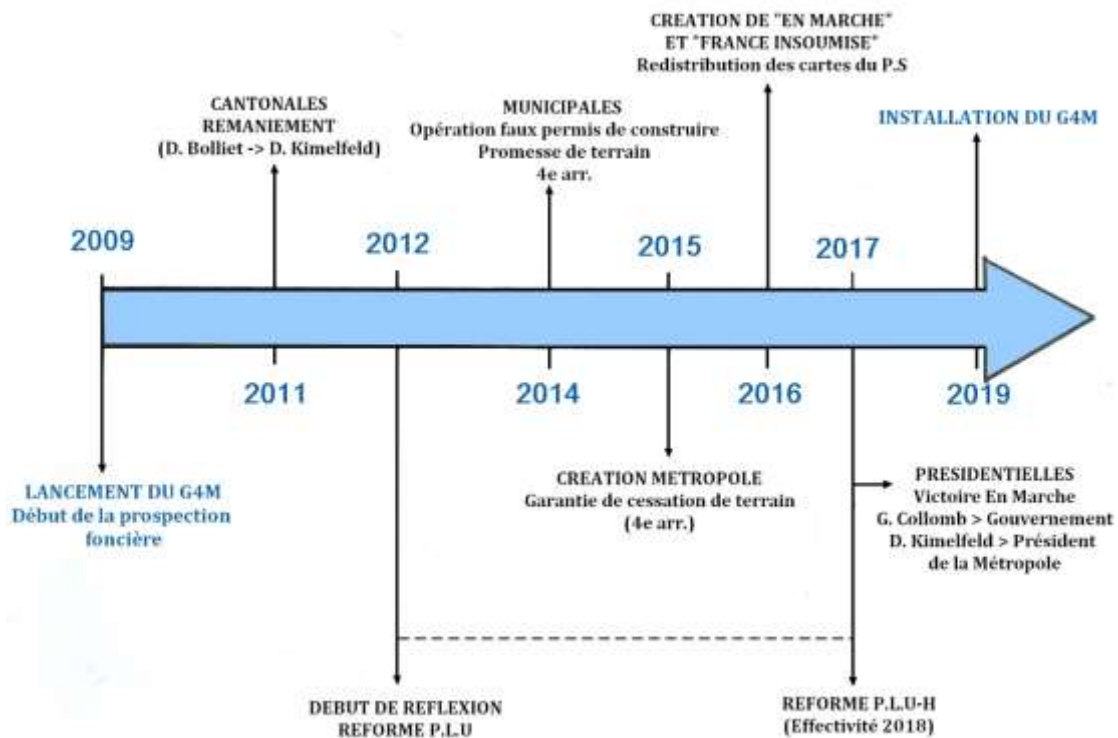 CREATION DE "EN MARCHE"
ET "FRANCE INSOUMISE"
Redistribution des cartes du P.S
CANTONALES
REMANIEMENT
(D. Bolliet -> D. Kimelfeld)
MUNICIPALES
Opération faux permis de construire
Promesse de terrain
4e arr.
INSTALLATION DU G4M
2009
2012
2015
2017
2011
2014
2016
2019
LANCEMENT DU G4M
Début de la prospection
foncière
CREATION METROPOLE
Garantie de cessation de terrain
(4e arr.)
PRESIDENTIELLES
Victoire En Marche
G. Collomb > Gouvernement
D. Kimelfeld > Président
de la Métropole
DEBUT DE REFLEXION
REFORME P.L.U
REFORME P.L.U-H
(Effectivité 2018)